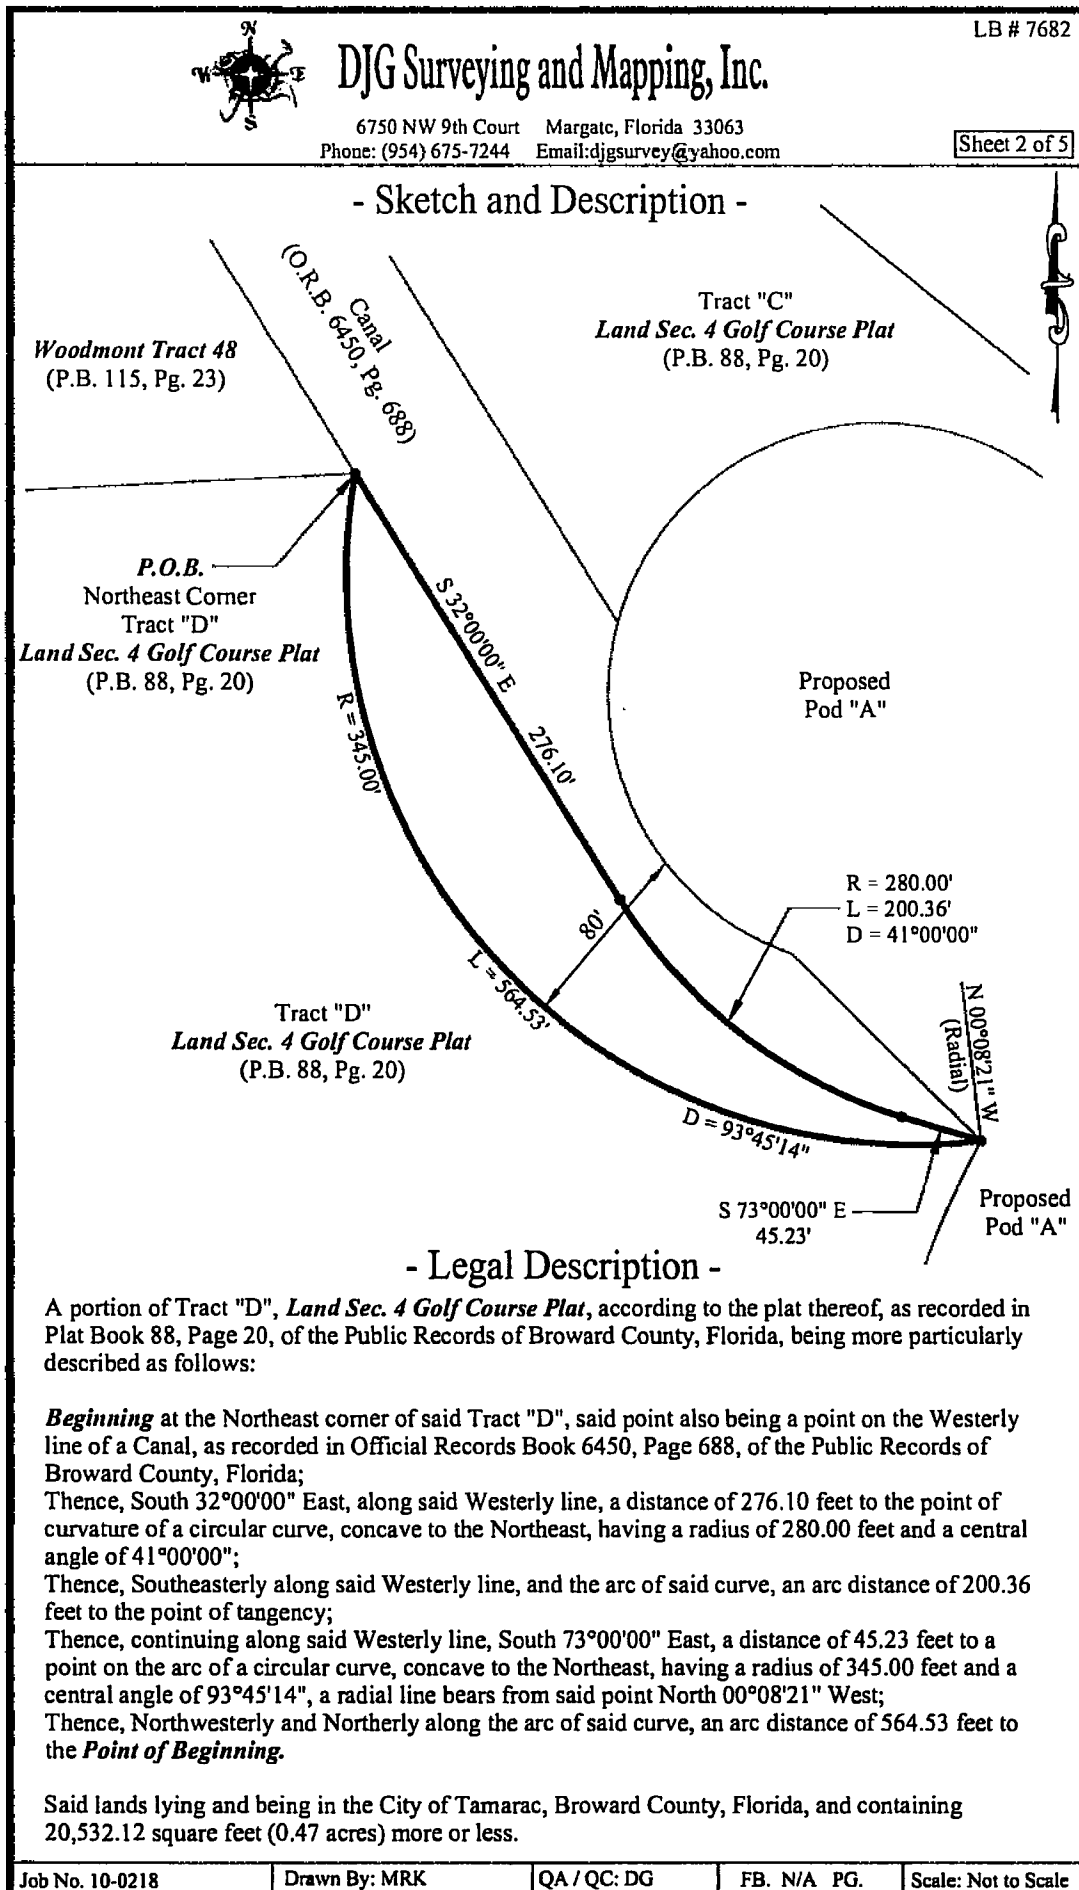 LB # 7682
N
W
E
S
DJG Surveying and Mapping, Inc.
6750 NW 9th Court Margate, Florida 33063
Phone: (954) 675-7244 Email:djgsurvey@yahoo.com
Sheet 2 of 5
- Sketch and Description -
Canal
(O.R.B. 6450, Pg. 688)
Tract "C"
Land Sec. 4 Golf Course Plat
(P.B. 88, Pg. 20)
Woodmont Tract 48
(P.B. 115, Pg. 23)
P.O.B.
Northeast Corner
Tract "D"
Land Sec. 4 Golf Course Plat
(P.B. 88, Pg. 20)
S 32°00'00" E
276.10'
R = 345.00'
Proposed
Pod "A"
80'
R = 280.00'
L = 200.36'
D = 41°00'00"
L = 564.53'
N 00°08'21" W
(Radial)
Tract "D"
Land Sec. 4 Golf Course Plat
(P.B. 88, Pg. 20)
D = 93°45'14"
S 73°00'00" E
45.23'
Proposed
Pod "A"
- Legal Description -
A portion of Tract "D", Land Sec. 4 Golf Course Plat, according to the plat thereof, as recorded in
Plat Book 88, Page 20, of the Public Records of Broward County, Florida, being more particularly
described as follows:
Beginning at the Northeast corner of said Tract "D", said point also being a point on the Westerly
line of a Canal, as recorded in Official Records Book 6450, Page 688, of the Public Records of
Broward County, Florida;
Thence, South 32°00'00" East, along said Westerly line, a distance of 276.10 feet to the point of
curvature of a circular curve, concave to the Northeast, having a radius of 280.00 feet and a central
angle of 41°00'00";
Thence, Southeasterly along said Westerly line, and the arc of said curve, an arc distance of 200.36
feet to the point of tangency;
Thence, continuing along said Westerly line, South 73°00'00" East, a distance of 45.23 feet to a
point on the arc of a circular curve, concave to the Northeast, having a radius of 345.00 feet and a
central angle of 93°45'14", a radial line bears from said point North 00°08'21" West;
Thence, Northwesterly and Northerly along the arc of said curve, an arc distance of 564.53 feet to
the Point of Beginning.
Said lands lying and being in the City of Tamarac, Broward County, Florida, and containing
20,532.12 square feet (0.47 acres) more or less.
Job No. 10-0218 Drawn By: MRK QA / QC: DG FB. N/A PG. Scale: Not to Scale